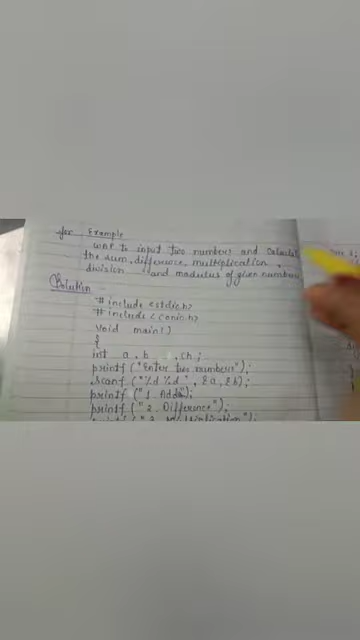 for Example
WAP to input two numbers and Calculate
the sum, difference, multiplication,
division and modulus of given numbers
Solution
# include <stdio.h>
# include <conio.h>
void main()
{
int a, b , ch ;
printf ("Enter two numbers");
scanf ("%d %d", &a, &b);
printf ("1. Addn");
printf ("2. Difference");